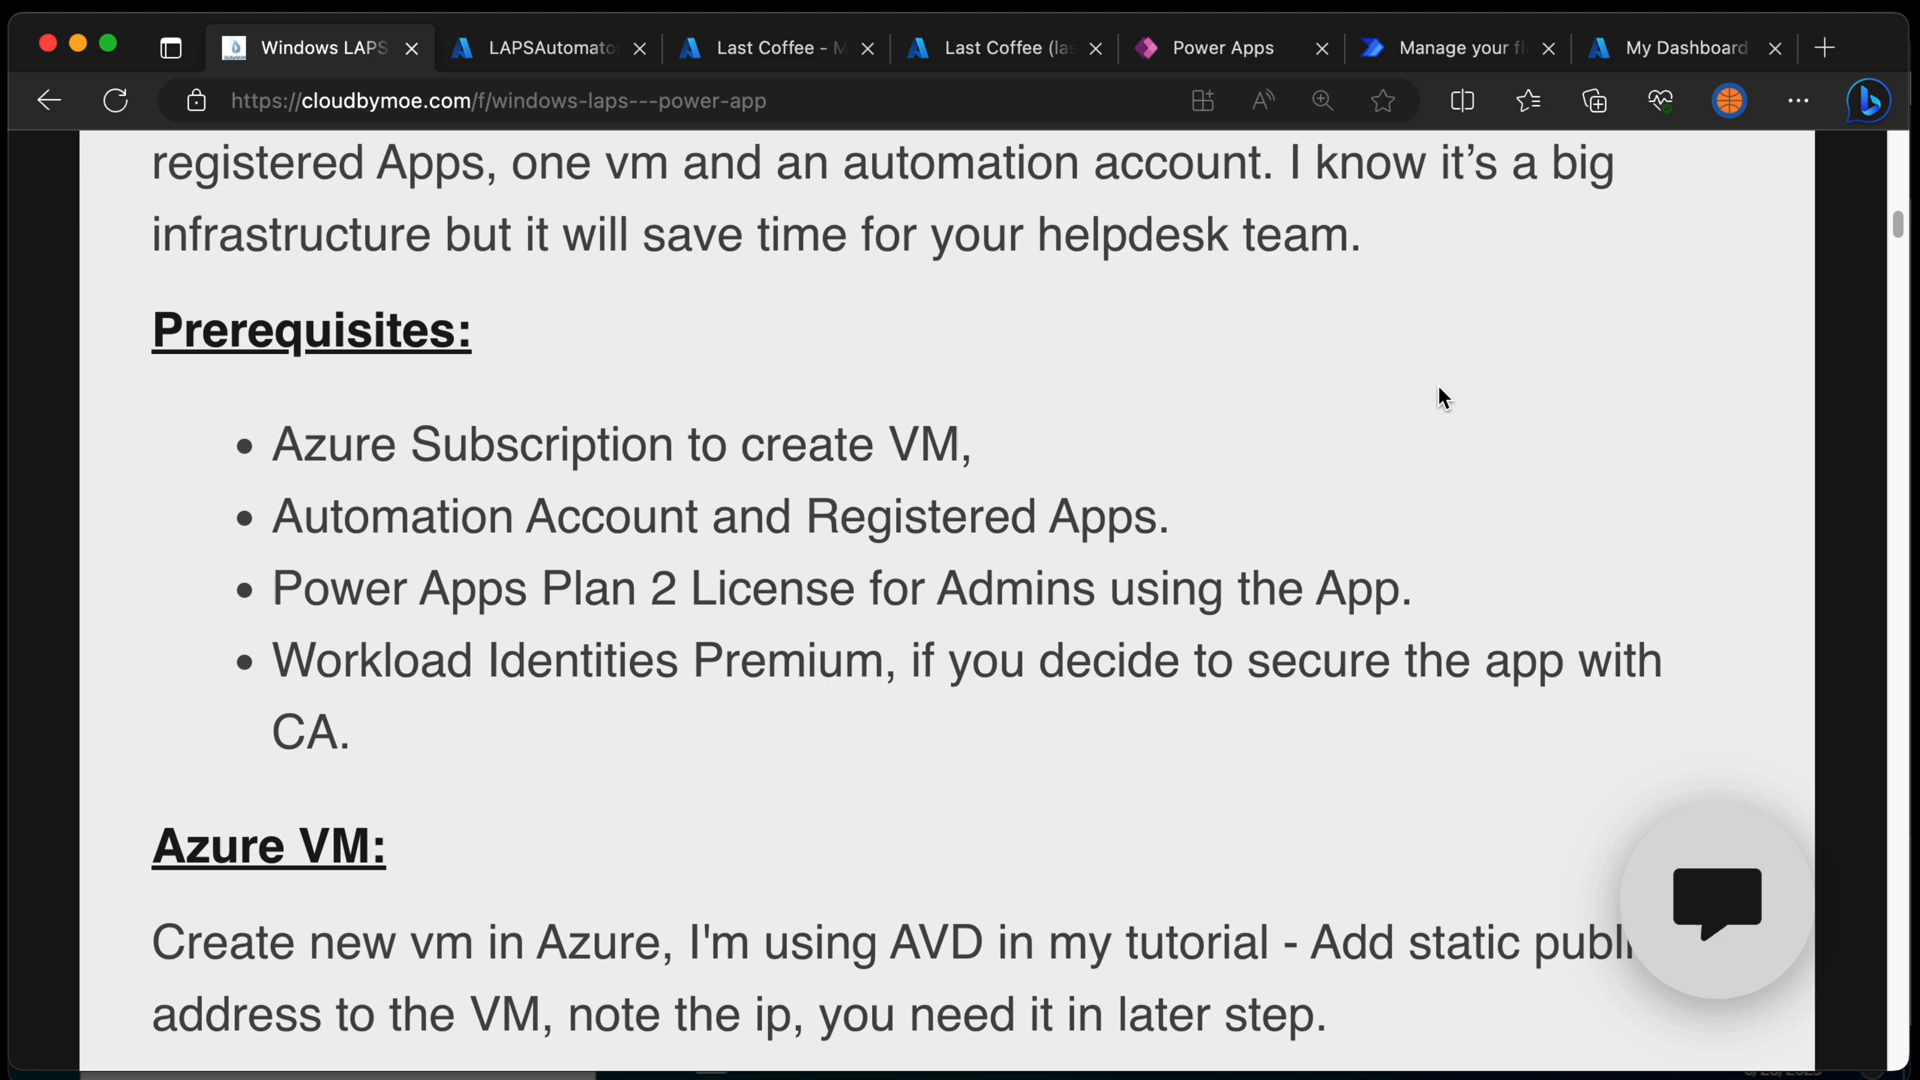 Windows LAPS
LAPSAutomato
Last Coffee - M
Last Coffee (las
Power Apps
Manage your fl
My Dashboard
https://cloudbymoe.com/f/windows-laps---power-app
registered Apps, one vm and an automation account. I know it’s a big
infrastructure but it will save time for your helpdesk team.
Prerequisites:
• Azure Subscription to create VM,
• Automation Account and Registered Apps.
• Power Apps Plan 2 License for Admins using the App.
• Workload Identities Premium, if you decide to secure the app with
CA.
Azure VM:
Create new vm in Azure, I'm using AVD in my tutorial - Add static publi
address to the VM, note the ip, you need it in later step.